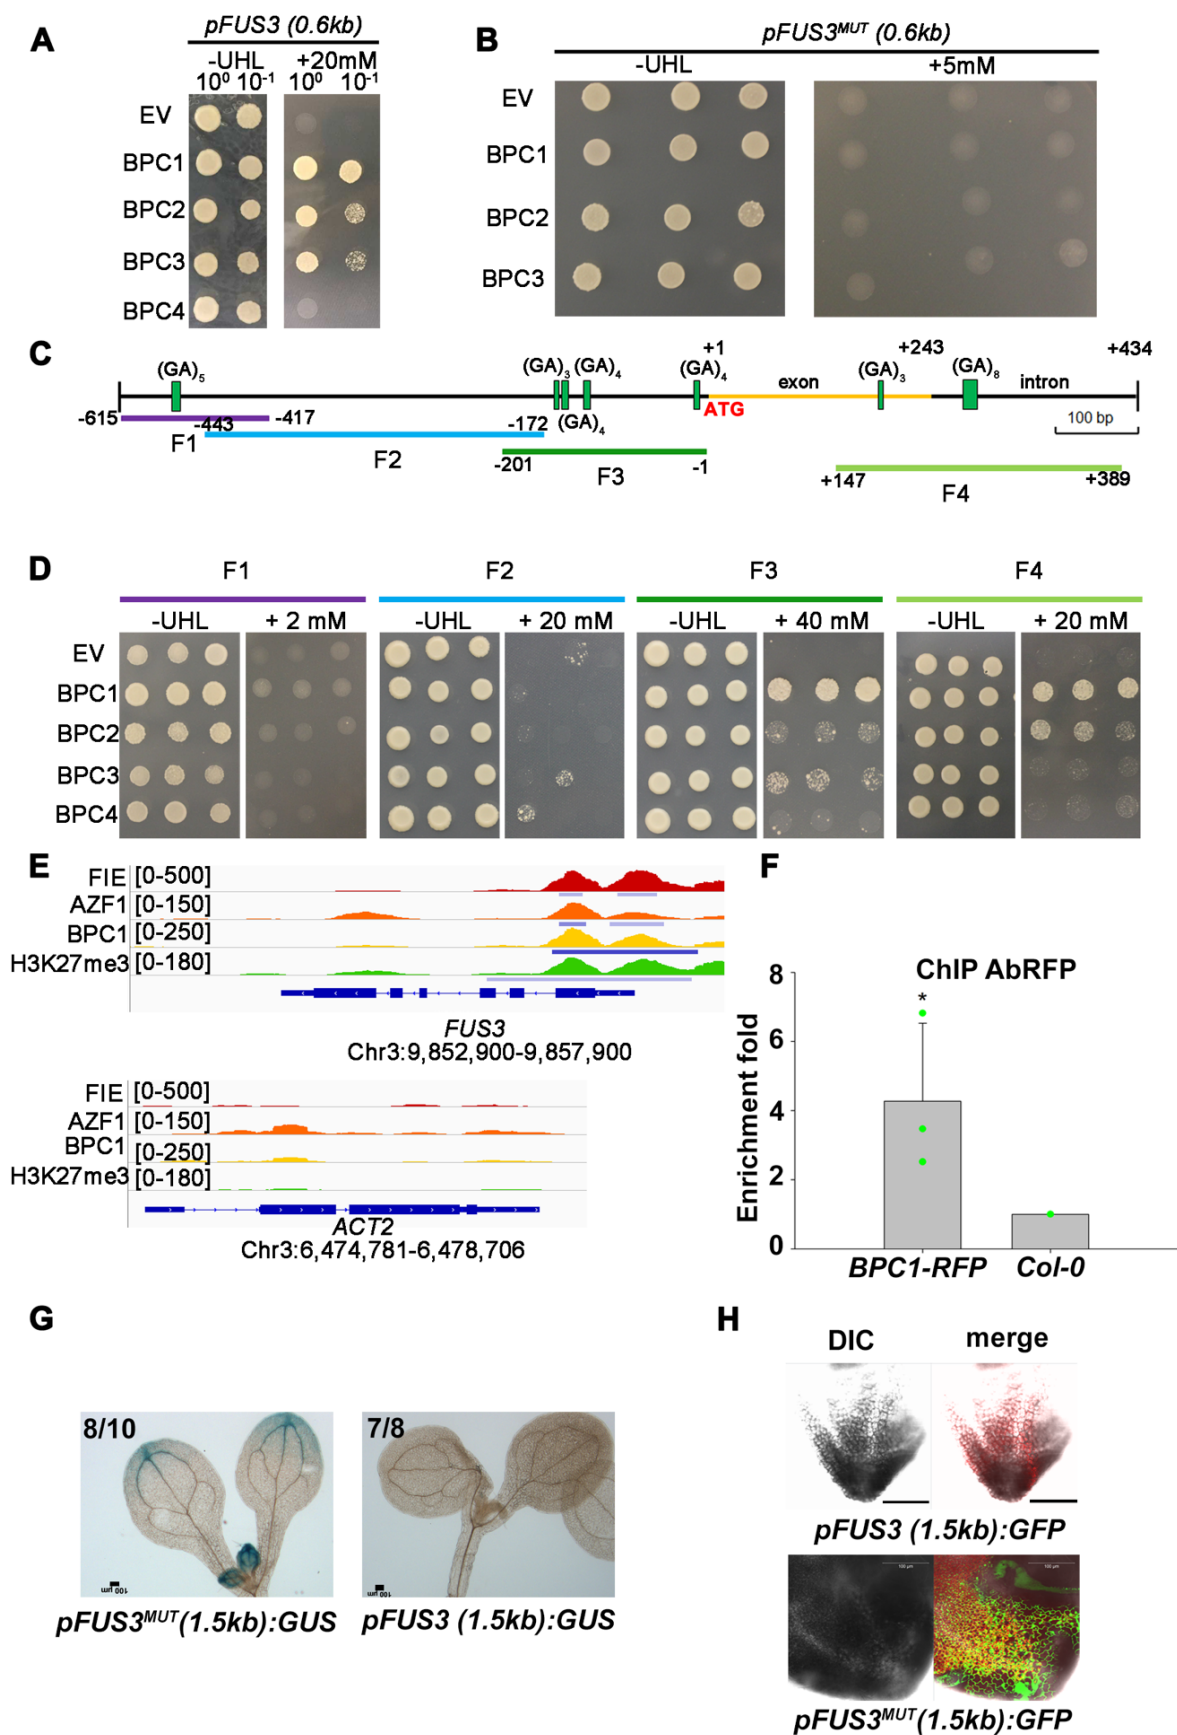 A
pFUS3 (0.6kb)
-UHL +20mM
10⁰ 10⁻¹ 10⁰ 10⁻¹
EV
BPC1
BPC2
BPC3
BPC4
B
pFUS3ᴹᵁᵀ (0.6kb)
-UHL +5mM
EV
BPC1
BPC2
BPC3
C
+1 +243 +434
(GA)₅ (GA)₃ (GA)₄ (GA)₄ (GA)₃ (GA)₈
exon intron
(GA)₄ ATG
-615 -417 100 bp
-443 -172
F1 F2 -201 F3 -1 +147 F4 +389
D
F1 F2 F3 F4
-UHL + 2 mM -UHL + 20 mM -UHL + 40 mM -UHL + 20 mM
EV
BPC1
BPC2
BPC3
BPC4
E
FIE [0-500]
AZF1 [0-150]
BPC1 [0-250]
H3K27me3 [0-180]
FUS3
Chr3:9,852,900-9,857,900
FIE [0-500]
AZF1 [0-150]
BPC1 [0-250]
H3K27me3 [0-180]
ACT2
Chr3:6,474,781-6,478,706
F
ChIP AbRFP
Enrichment fold
8
6
4
2
0
*
BPC1-RFP Col-0
G
8/10
100 µm
pFUS3ᴹᵁᵀ(1.5kb):GUS
7/8
100 µm
pFUS3 (1.5kb):GUS
H
DIC merge
pFUS3 (1.5kb):GFP
100 µm 100 µm
pFUS3ᴹᵁᵀ(1.5kb):GFP